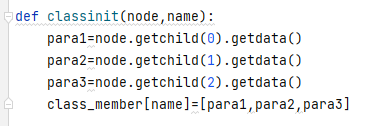 def classinit(node,name):
    para1=node.getchild(0).getdata()
    para2=node.getchild(1).getdata()
    para3=node.getchild(2).getdata()
    class_member[name]=[para1,para2,para3]